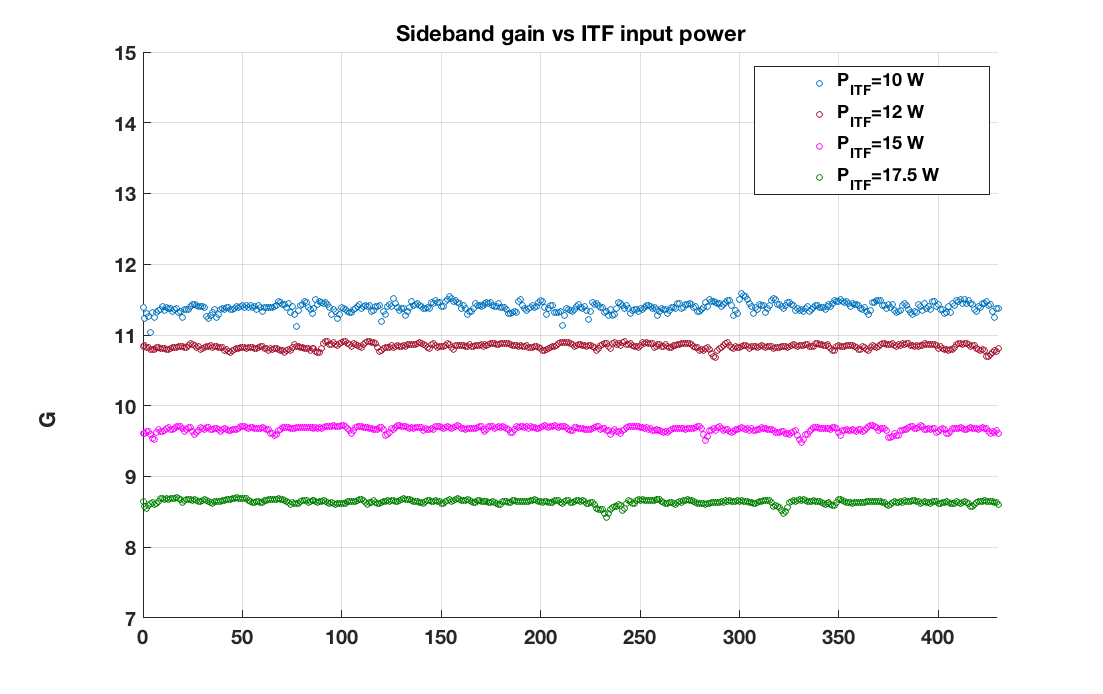 Sideband gain vs ITF input power
15
14
13
12
11
10
9
8
7
G
P_ITF=10 W
P_ITF=12 W
P_ITF=15 W
P_ITF=17.5 W
0 50 100 150 200 250 300 350 400